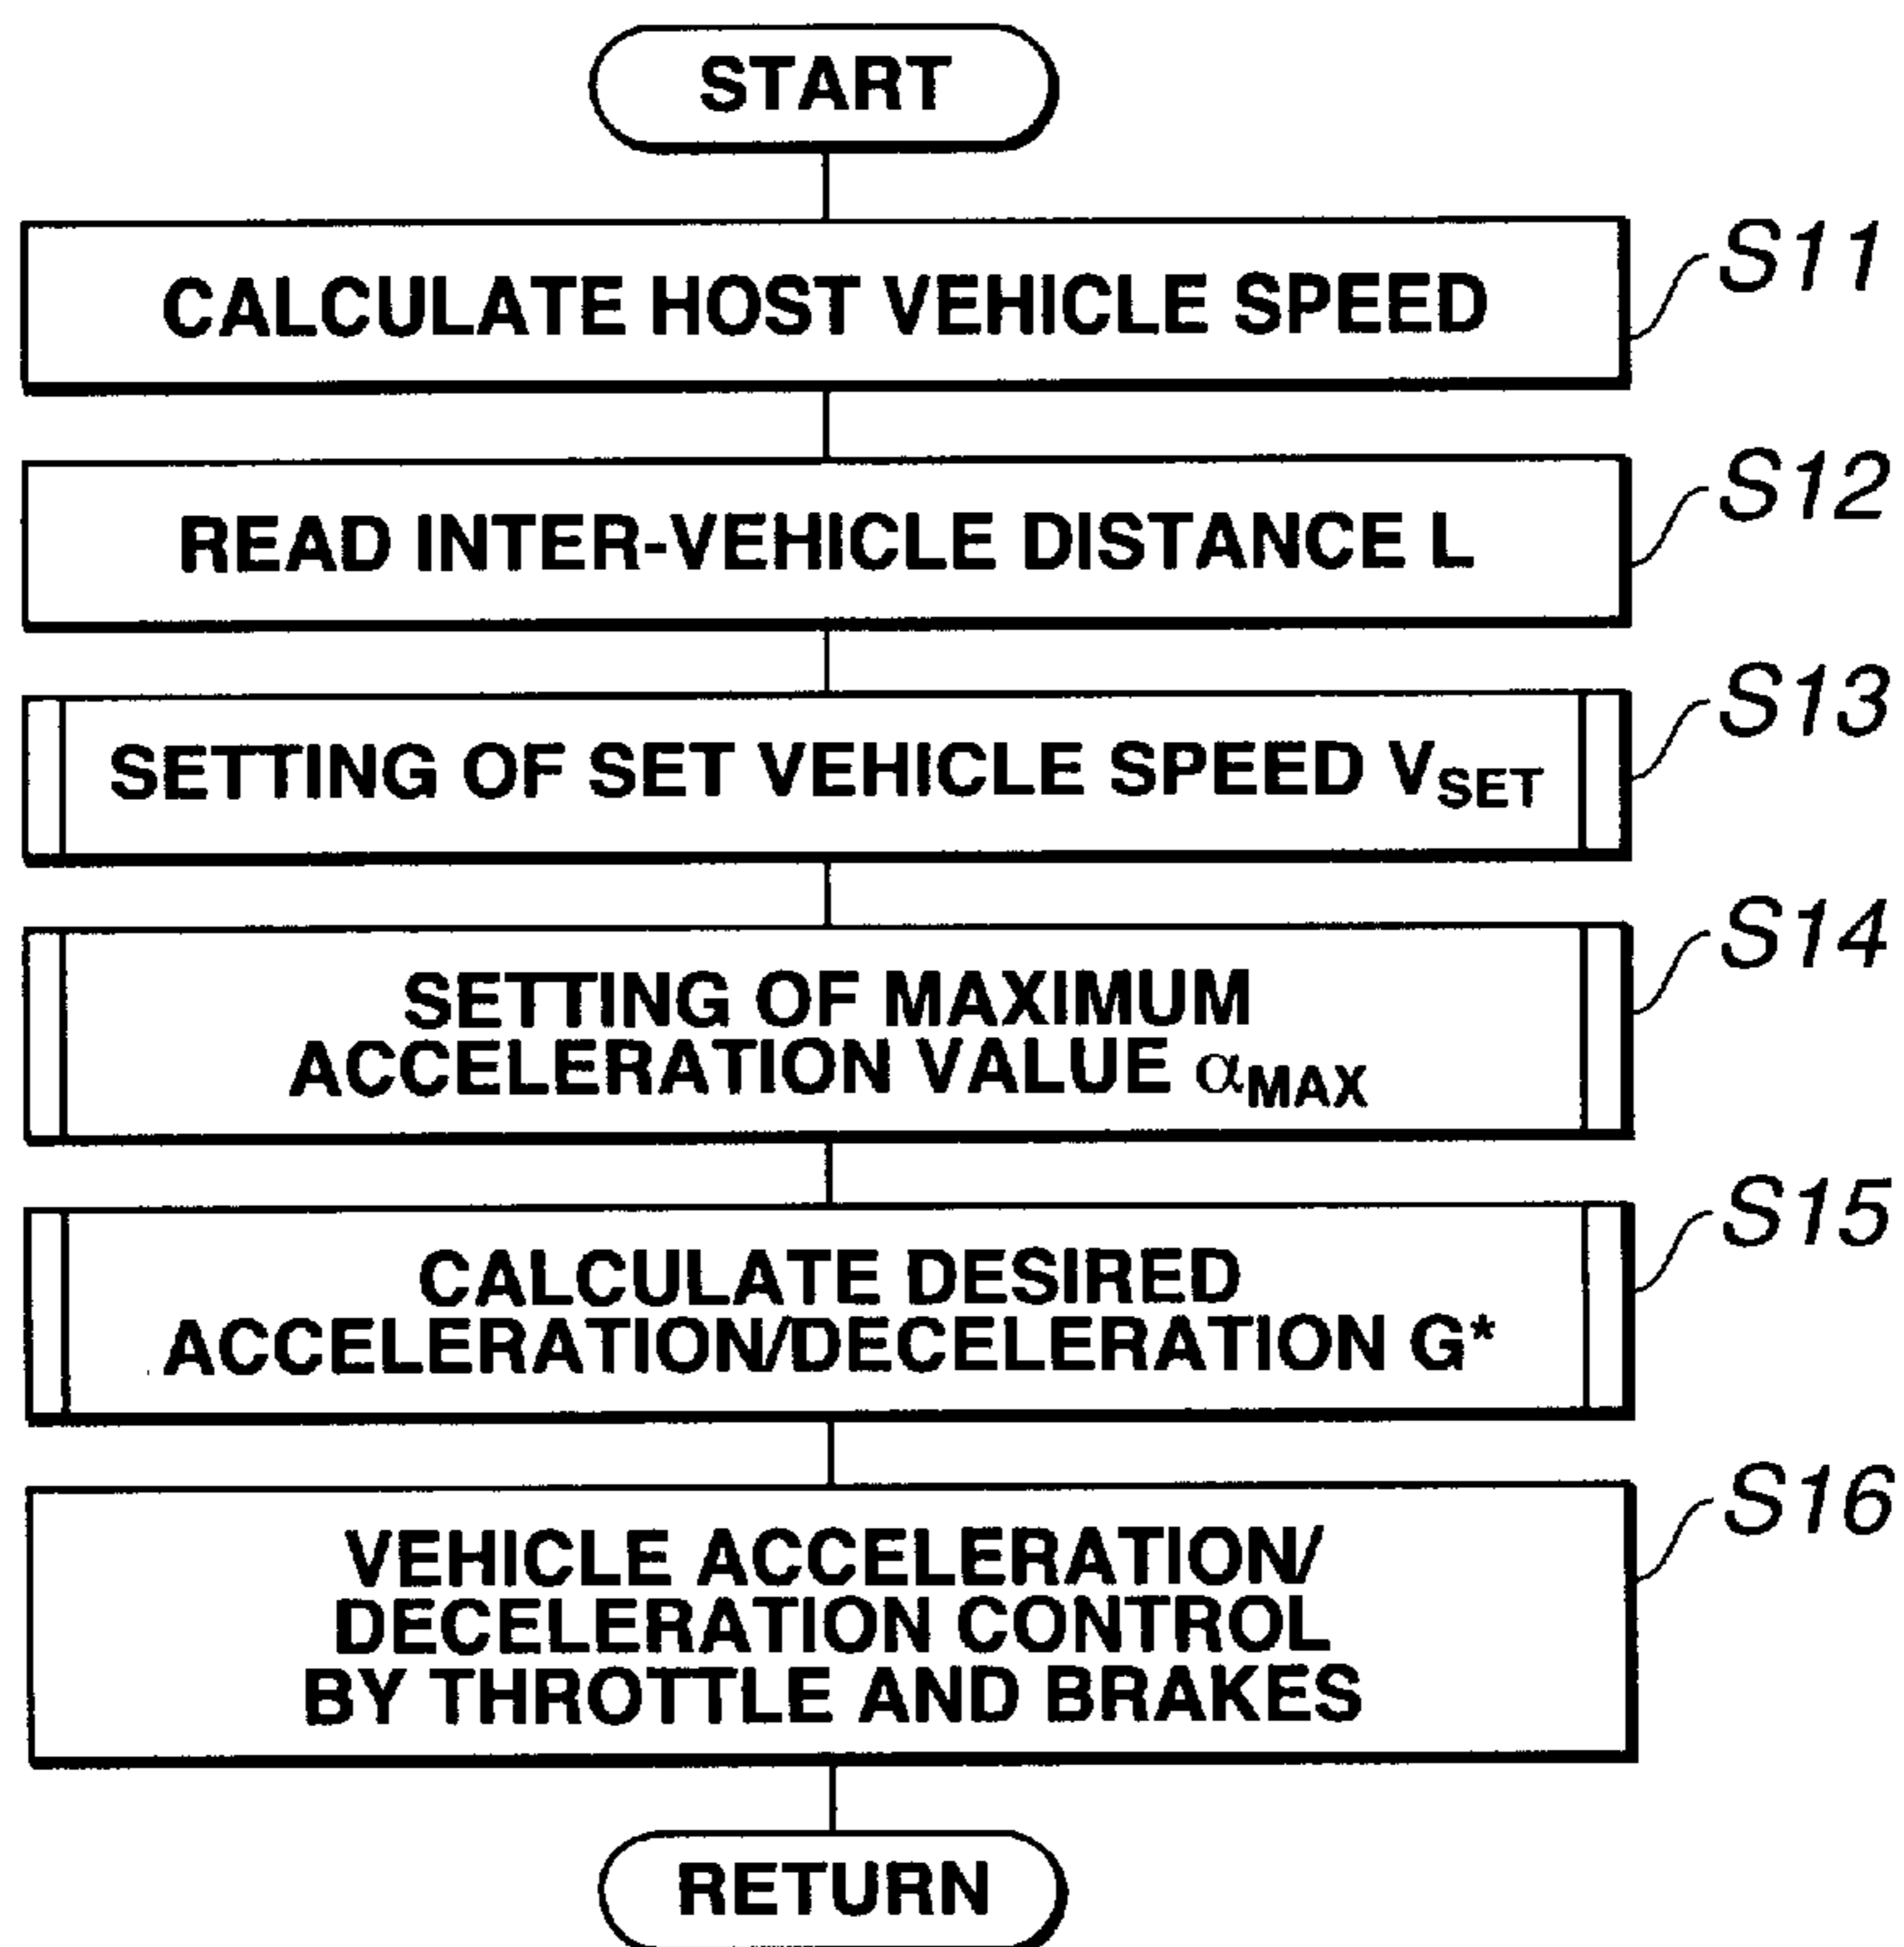 START
CALCULATE HOST VEHICLE SPEED
S11
READ INTER-VEHICLE DISTANCE L
S12
SETTING OF SET VEHICLE SPEED VSET
S13
SETTING OF MAXIMUM
ACCELERATION VALUE αMAX
S14
CALCULATE DESIRED
ACCELERATION/DECELERATION G*
S15
VEHICLE ACCELERATION/
DECELERATION CONTROL
BY THROTTLE AND BRAKES
S16
RETURN